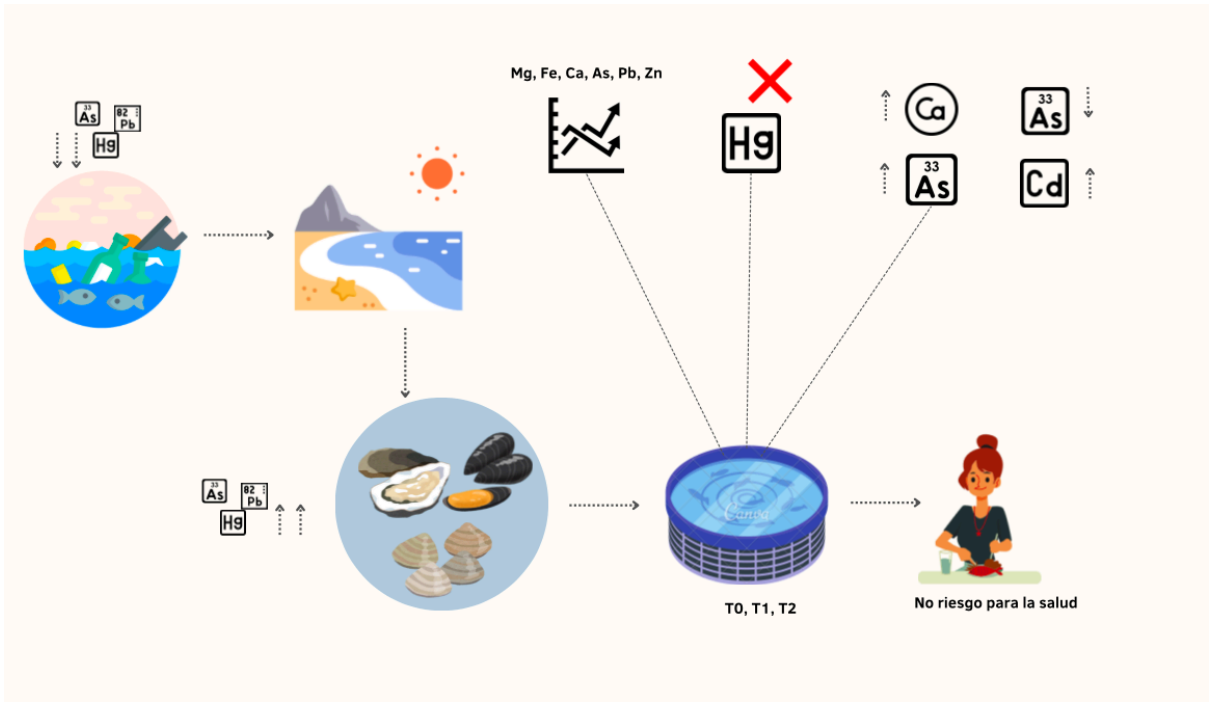 Mg, Fe, Ca, As, Pb, Zn
33
As
82
Pb
Hg
Hg
Ca
33
As
33
As
Cd
33
As
82
Pb
Hg
Canva
T0, T1, T2
No riesgo para la salud